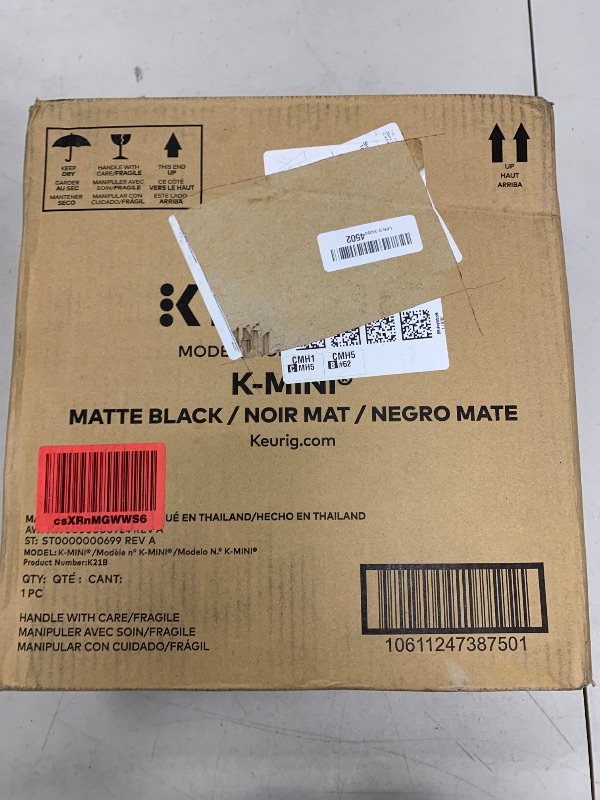 KEEP
DRY
GARDER
AU SEC
MANTENER
SECO
HANDLE WITH
CARE/FRAGILE
MANIPULER AVEC
SOIN/FRAGILE
MANIPULAR CON
CUIDADO/FRÁGIL
THIS END
UP
CE CÔTÉ
VERS LE HAUT
ESTE LADO
ARRIBA
UP
HAUT
ARRIBA
4502
CMH1
C MH5
CMH5
B #62
K-MINI®
MATTE BLACK / NOIR MAT / NEGRO MATE
Keurig.com
csXRnMGWWS6
UÉ EN THAILAND/HECHO EN THAILAND
REV A
ST: ST0000000699 REV A
MODEL: K-MINI®/Modèle nº K-MINI®/Modelo N.º K-MINI®
Product Number:K21B
QTY: QTÉ : CANT:
1 PC
HANDLE WITH CARE/FRAGILE
MANIPULER AVEC SOIN/FRAGILE
MANIPULAR CON CUIDADO/FRÁGIL
10611247387501